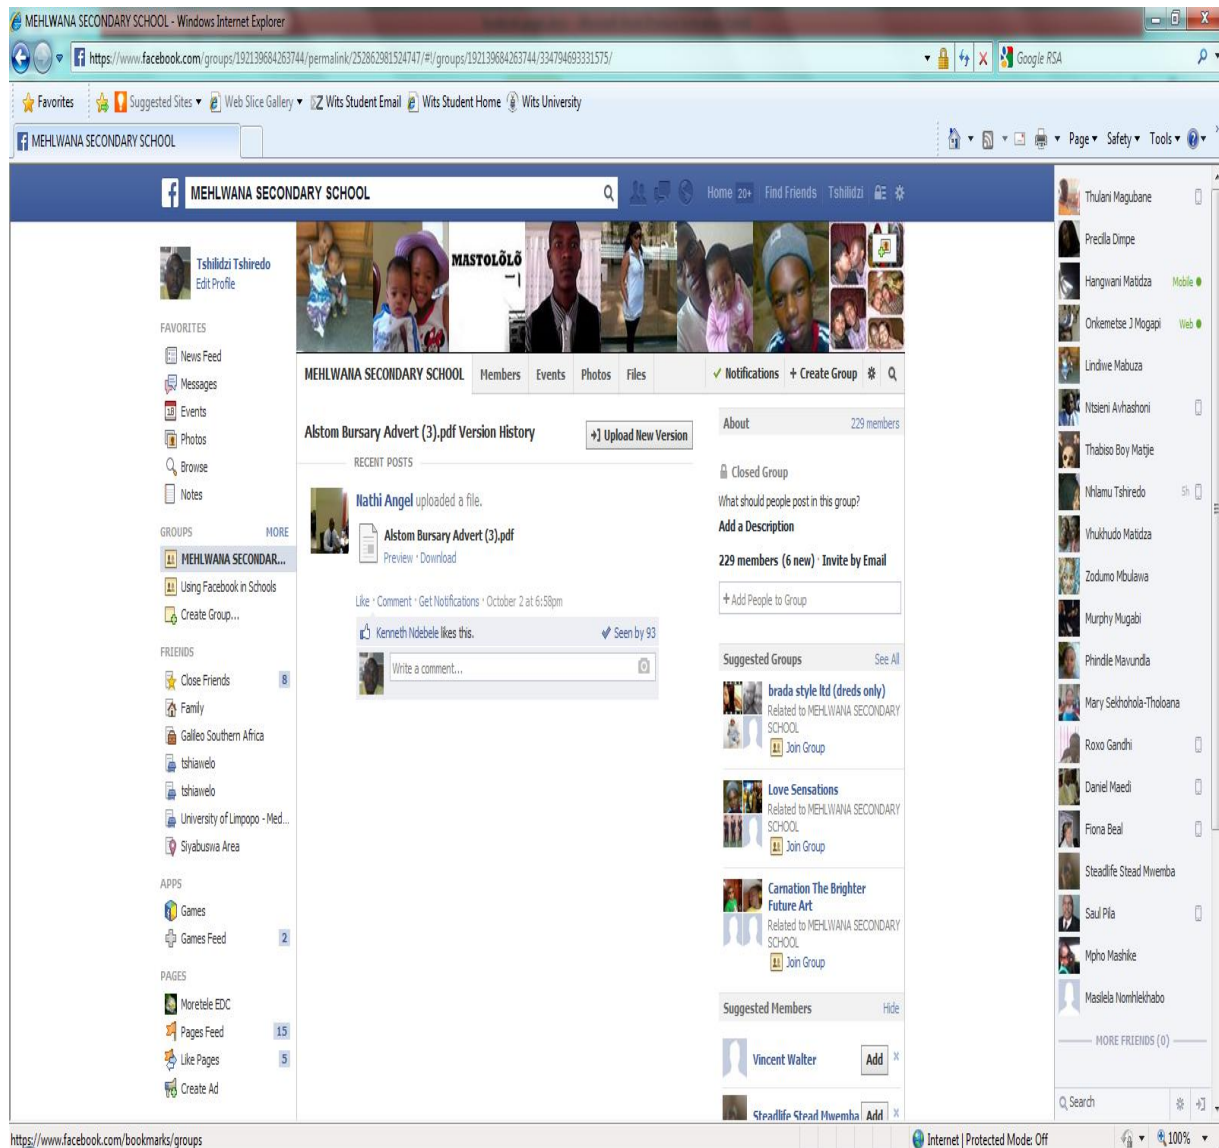 MEHLWANA SECONDARY SCHOOL - Windows Internet Explorer
https://www.facebook.com/groups/192139684263744/permalink/252862981524747/#!/groups/192139684263744/334794693331575/
Google RSA
Favorites Suggested Sites Web Slice Gallery Wits Student Email Wits Student Home Wits University
MEHLWANA SECONDARY SCHOOL
Page Safety Tools
MEHLWANA SECONDARY SCHOOL
Home 20+ Find Friends Tshilidzi
Tshilidzi Tshiredo
Edit Profile
FAVORITES
News Feed
Messages
18 Events
Photos
Browse
Notes
GROUPS MORE
MEHLWANA SECONDAR...
Using Facebook in Schools
Create Group...
FRIENDS
Close Friends 8
Family
Galileo Southern Africa
tshiawelo
tshiawelo
University of Limpopo - Med...
Siyabuswa Area
APPS
Games
Games Feed 2
PAGES
Moretele EDC
Pages Feed 15
Like Pages 5
Create Ad
MASTOLÕLÕ
MEHLWANA SECONDARY SCHOOL Members Events Photos Files
✓ Notifications + Create Group
Alstom Bursary Advert (3).pdf Version History
Upload New Version
RECENT POSTS
Nathi Angel uploaded a file.
Alstom Bursary Advert (3).pdf
Preview · Download
Like · Comment · Get Notifications · October 2 at 6:58pm
Kenneth Ndebele likes this. ✓ Seen by 93
Write a comment...
About 229 members
Closed Group
What should people post in this group?
Add a Description
229 members (6 new) · Invite by Email
+ Add People to Group
Suggested Groups See All
brada style ltd (dreds only)
Related to MEHLWANA SECONDARY
SCHOOL
Join Group
Love Sensations
Related to MEHLWANA SECONDARY
SCHOOL
Join Group
Carnation The Brighter
Future Art
Related to MEHLWANA SECONDARY
SCHOOL
Join Group
Suggested Members Hide
Vincent Walter Add x
Steadlife Stead Mwemba Add x
Thulani Magubane
Precilla Dimpe
Hangwani Matidza Mobile
Onkemetse J Mogapi Web
Lindiwe Mabuza
Ntsieni Avhashoni
Thabiso Boy Matjie
Nhlamu Tshiredo 5h
Vhukhudo Matidza
Zodumo Mbulawa
Murphy Mugabi
Phindile Mavundla
Mary Sekhohola-Tholoana
Roxo Gandhi
Daniel Maedi
Fiona Beal
Steadlife Stead Mwemba
Saul Pila
Mpho Mashike
Masilela Nomhlekhabo
MORE FRIENDS (0)
Search
https://www.facebook.com/bookmarks/groups
Internet | Protected Mode: Off 100%